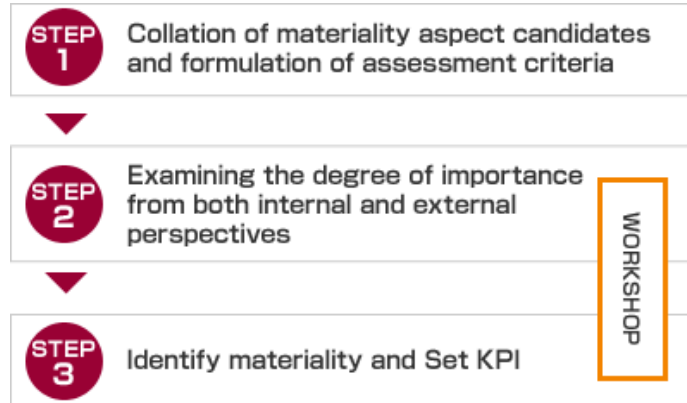 STEP
1
Collation of materiality aspect candidates
and formulation of assessment criteria
STEP
2
Examining the degree of importance
from both internal and external
perspectives
WORKSHOP
STEP
3
Identify materiality and Set KPI